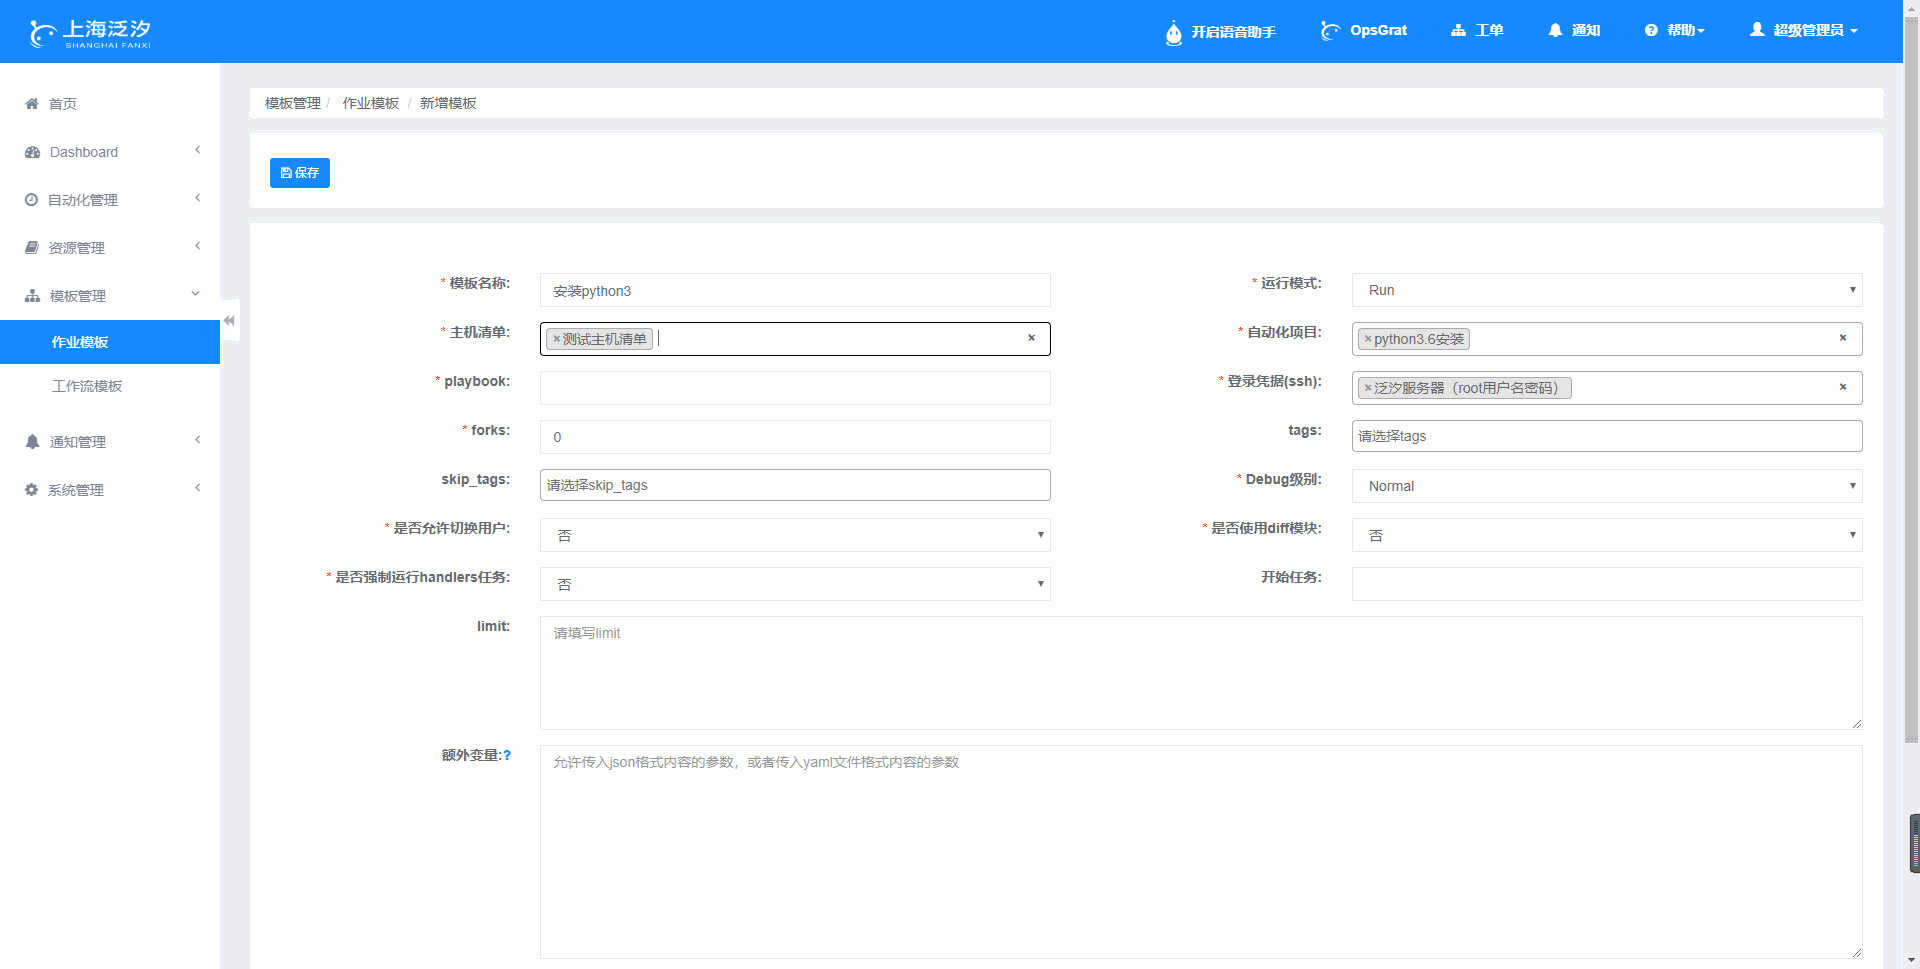 上海泛汐
SHANGHAI FANXI
开启语音助手
OpsGrat
工单
通知
帮助
超级管理员
首页
Dashboard
自动化管理
资源管理
模板管理
作业模板
工作流模板
通知管理
系统管理
模板管理 / 作业模板 / 新增模板
保存
* 模板名称: 安装python3
* 运行模式: Run
* 主机清单: ×测试主机清单 ×
* 自动化项目: ×python3.6安装 ×
* playbook:
* 登录凭据(ssh): ×泛汐服务器（root用户名密码） ×
* forks: 0
tags: 请选择tags
skip_tags: 请选择skip_tags
* Debug级别: Normal
* 是否允许切换用户: 否
* 是否使用diff模块: 否
* 是否强制运行handlers任务: 否
开始任务:
limit: 请填写limit
额外变量:? 允许传入json格式内容的参数，或者传入yaml文件格式内容的参数